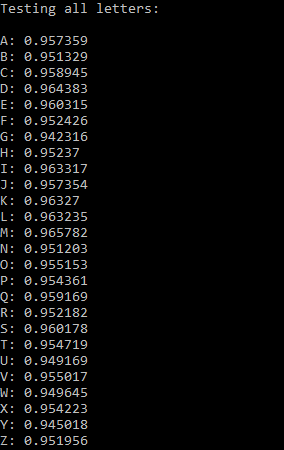 Testing all letters:
A: 0.957359
B: 0.951329
C: 0.958945
D: 0.964383
E: 0.960315
F: 0.952426
G: 0.942316
H: 0.95237
I: 0.963317
J: 0.957354
K: 0.96327
L: 0.963235
M: 0.965782
N: 0.951203
O: 0.955153
P: 0.954361
Q: 0.959169
R: 0.952182
S: 0.960178
T: 0.954719
U: 0.949169
V: 0.955017
W: 0.949645
X: 0.954223
Y: 0.945018
Z: 0.951956